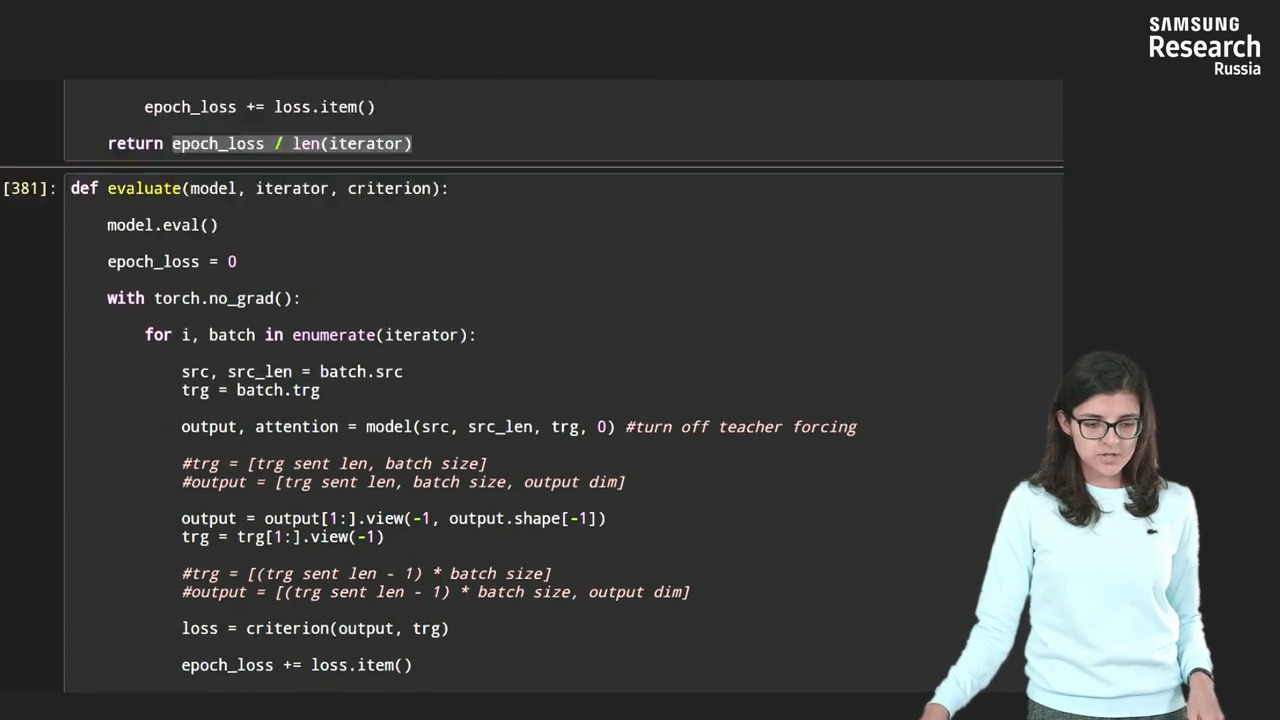 SAMSUNG
Research
Russia
epoch_loss += loss.item()
return epoch_loss / len(iterator)
[381]: def evaluate(model, iterator, criterion):
model.eval()
epoch_loss = 0
with torch.no_grad():
for i, batch in enumerate(iterator):
src, src_len = batch.src
trg = batch.trg
output, attention = model(src, src_len, trg, 0) #turn off teacher forcing
#trg = [trg sent len, batch size]
#output = [trg sent len, batch size, output dim]
output = output[1:].view(-1, output.shape[-1])
trg = trg[1:].view(-1)
#trg = [(trg sent len - 1) * batch size]
#output = [(trg sent len - 1) * batch size, output dim]
loss = criterion(output, trg)
epoch_loss += loss.item()